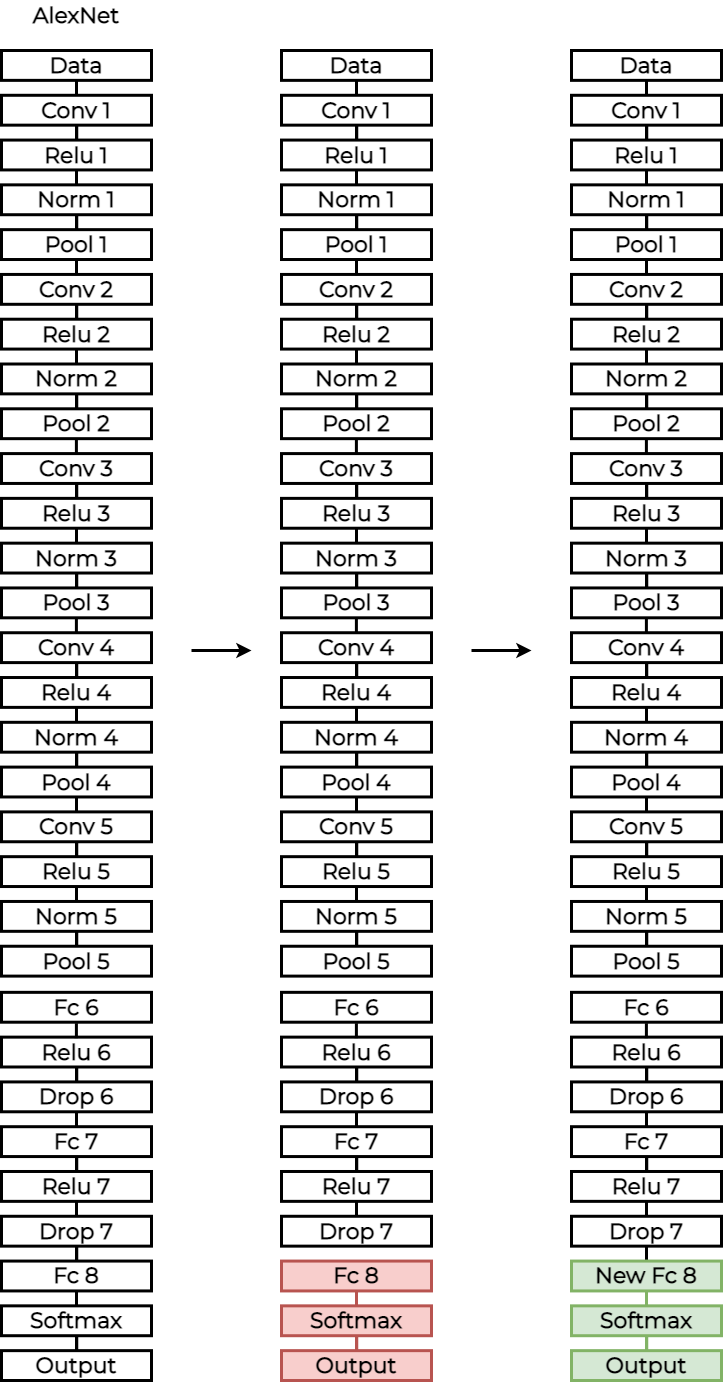 AlexNet
Data
Conv 1
Relu 1
Norm 1
Pool 1
Conv 2
Relu 2
Norm 2
Pool 2
Conv 3
Relu 3
Norm 3
Pool 3
Conv 4
Relu 4
Norm 4
Pool 4
Conv 5
Relu 5
Norm 5
Pool 5
Fc 6
Relu 6
Drop 6
Fc 7
Relu 7
Drop 7
Fc 8
Softmax
Output
Data
Conv 1
Relu 1
Norm 1
Pool 1
Conv 2
Relu 2
Norm 2
Pool 2
Conv 3
Relu 3
Norm 3
Pool 3
Conv 4
Relu 4
Norm 4
Pool 4
Conv 5
Relu 5
Norm 5
Pool 5
Fc 6
Relu 6
Drop 6
Fc 7
Relu 7
Drop 7
Fc 8
Softmax
Output
Data
Conv 1
Relu 1
Norm 1
Pool 1
Conv 2
Relu 2
Norm 2
Pool 2
Conv 3
Relu 3
Norm 3
Pool 3
Conv 4
Relu 4
Norm 4
Pool 4
Conv 5
Relu 5
Norm 5
Pool 5
Fc 6
Relu 6
Drop 6
Fc 7
Relu 7
Drop 7
New Fc 8
Softmax
Output